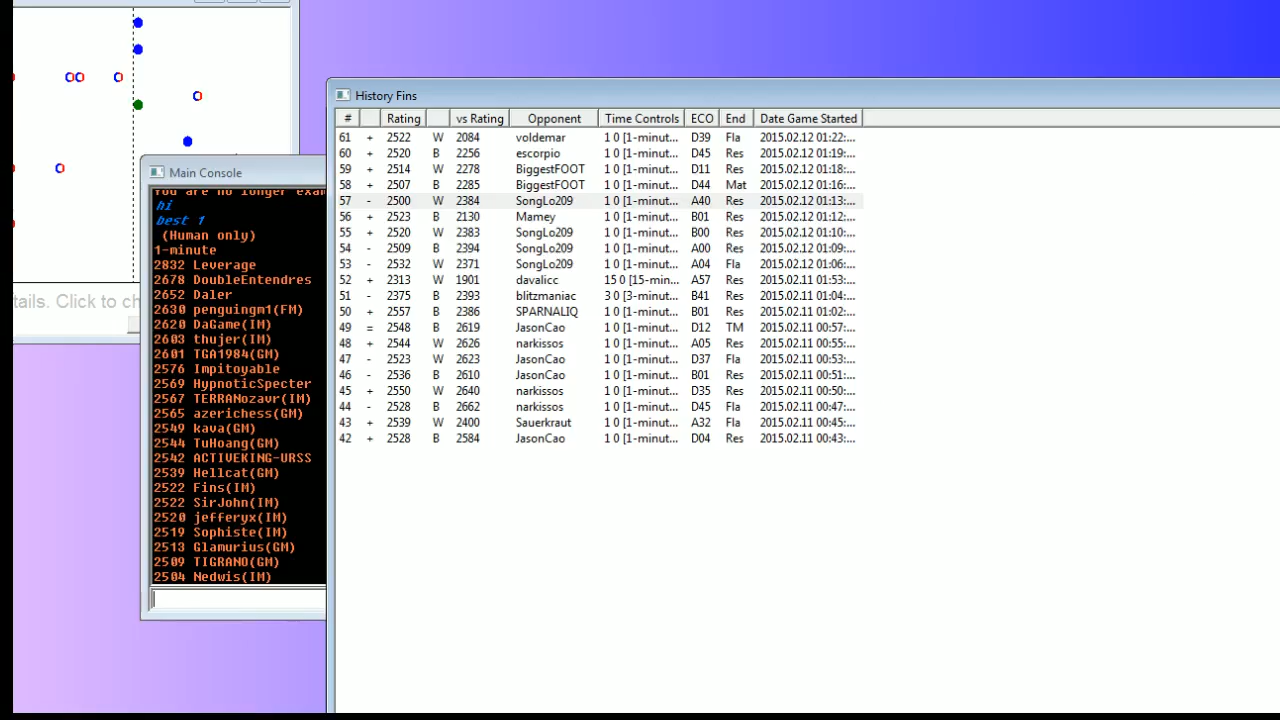 tails. Click to ch
Main Console
You are no longer exam
hi
best 1
(Human only)
1-minute
2832 Leverage
2678 DoubleEntendres
2652 Daler
2630 penguingm1(FM)
2620 DaGame(IM)
2603 thujer(IM)
2601 TGA1984(GM)
2576 Impitoyable
2569 HypnoticSpecter
2567 TERRANozavr(IM)
2565 azerichess(GM)
2549 kava(GM)
2544 TuHoang(GM)
2542 ACTIVEKING-URSS
2539 Hellcat(GM)
2522 Fins(IM)
2522 SirJohn(IM)
2520 jefferyx(IM)
2519 Sophiste(IM)
2513 Glamurius(GM)
2509 TIGRANO(GM)
2504 Nedwis(IM)
History Fins
# Rating vs Rating Opponent Time Controls ECO End Date Game Started
61 + 2522 W 2084 voldemar 1 0 [1-minut... D39 Fla 2015.02.12 01:22:...
60 + 2520 B 2256 escorpio 1 0 [1-minut... D45 Res 2015.02.12 01:19:...
59 + 2514 W 2278 BiggestFOOT 1 0 [1-minut... D11 Res 2015.02.12 01:18:...
58 + 2507 B 2285 BiggestFOOT 1 0 [1-minut... D44 Mat 2015.02.12 01:16:...
57 - 2500 W 2384 SongLo209 1 0 [1-minut... A40 Res 2015.02.12 01:13:...
56 + 2523 B 2130 Mamey 1 0 [1-minut... B01 Res 2015.02.12 01:12:...
55 + 2520 W 2383 SongLo209 1 0 [1-minut... B00 Res 2015.02.12 01:10:...
54 - 2509 B 2394 SongLo209 1 0 [1-minut... A00 Res 2015.02.12 01:09:...
53 - 2532 W 2371 SongLo209 1 0 [1-minut... A04 Fla 2015.02.12 01:06:...
52 + 2313 W 1901 davalicc 15 0 [15-min... A57 Res 2015.02.11 01:53:...
51 - 2375 B 2393 blitzmaniac 3 0 [3-minut... B41 Res 2015.02.11 01:04:...
50 + 2557 B 2386 SPARNALIQ 1 0 [1-minut... B01 Res 2015.02.11 01:02:...
49 = 2548 B 2619 JasonCao 1 0 [1-minut... D12 TM 2015.02.11 00:57:...
48 + 2544 W 2626 narkissos 1 0 [1-minut... A05 Res 2015.02.11 00:55:...
47 - 2523 W 2623 JasonCao 1 0 [1-minut... D37 Fla 2015.02.11 00:53:...
46 - 2536 B 2610 JasonCao 1 0 [1-minut... B01 Res 2015.02.11 00:51:...
45 + 2550 W 2640 narkissos 1 0 [1-minut... D35 Res 2015.02.11 00:50:...
44 - 2528 B 2662 narkissos 1 0 [1-minut... D45 Fla 2015.02.11 00:47:...
43 + 2539 W 2400 Sauerkraut 1 0 [1-minut... A32 Fla 2015.02.11 00:45:...
42 + 2528 B 2584 JasonCao 1 0 [1-minut... D04 Res 2015.02.11 00:43:...